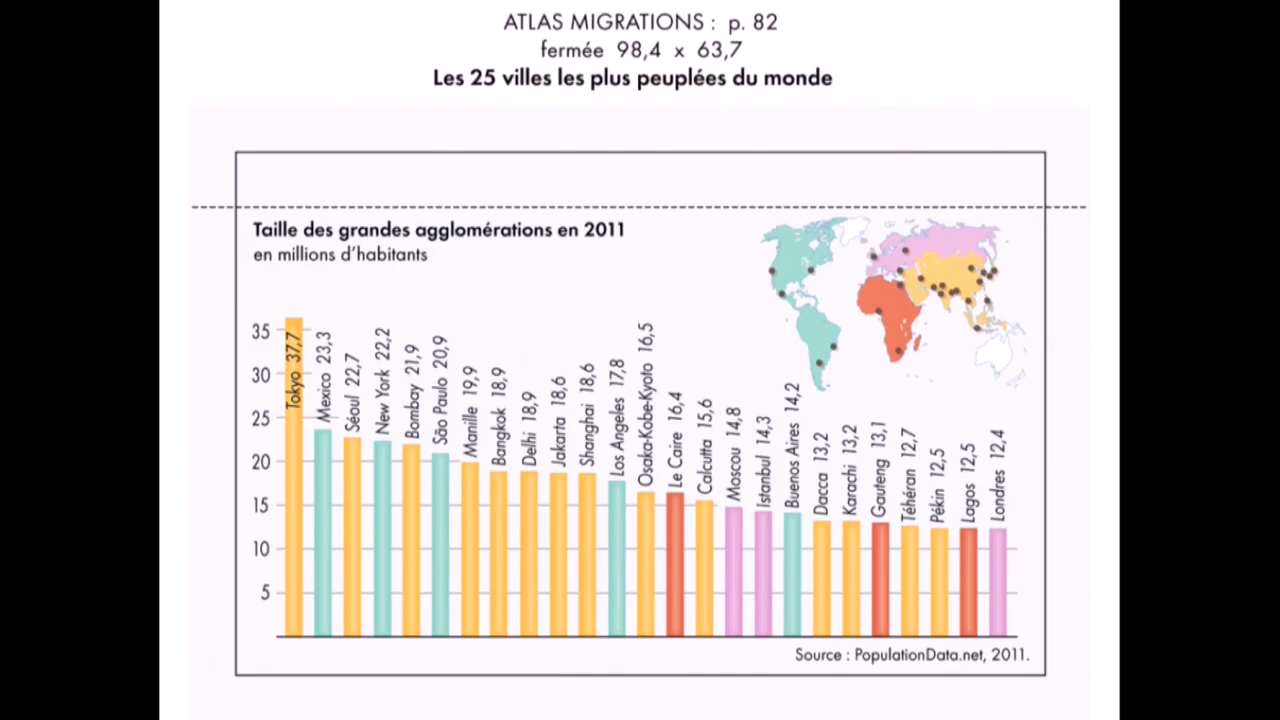 ATLAS MIGRATIONS : p. 82
fermée 98,4 x 63,7
Les 25 villes les plus peuplées du monde
Taille des grandes agglomérations en 2011
en millions d'habitants
35
30
25
20
15
10
5
Tokyo 37,7
Mexico 23,3
Séoul 22,7
New York 22,2
Bombay 21,9
São Paulo 20,9
Manille 19,9
Bangkok 18,9
Delhi 18,9
Jakarta 18,6
Shanghai 18,6
Los Angeles 17,8
Osaka-Kobe-Kyoto 16,5
Le Caire 16,4
Calcutta 15,6
Moscou 14,8
Istanbul 14,3
Buenos Aires 14,2
Dacca 13,2
Karachi 13,2
Gauteng 13,1
Téhéran 12,7
Pékin 12,5
Lagos 12,5
Londres 12,4
Source : PopulationData.net, 2011.